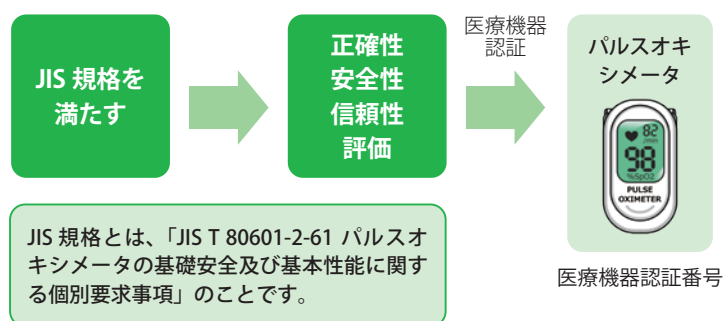 JIS 規格を
満たす
正確性
安全性
信頼性
評価
医療機器
認証
パルスオキ
シメータ
82
/min
98
%SpO2
PULSE
OXIMETER
医療機器認証番号
JIS 規格とは、「JIS T 80601-2-61 パルスオ
キシメータの基礎安全及び基本性能に関す
る個別要求事項」のことです。